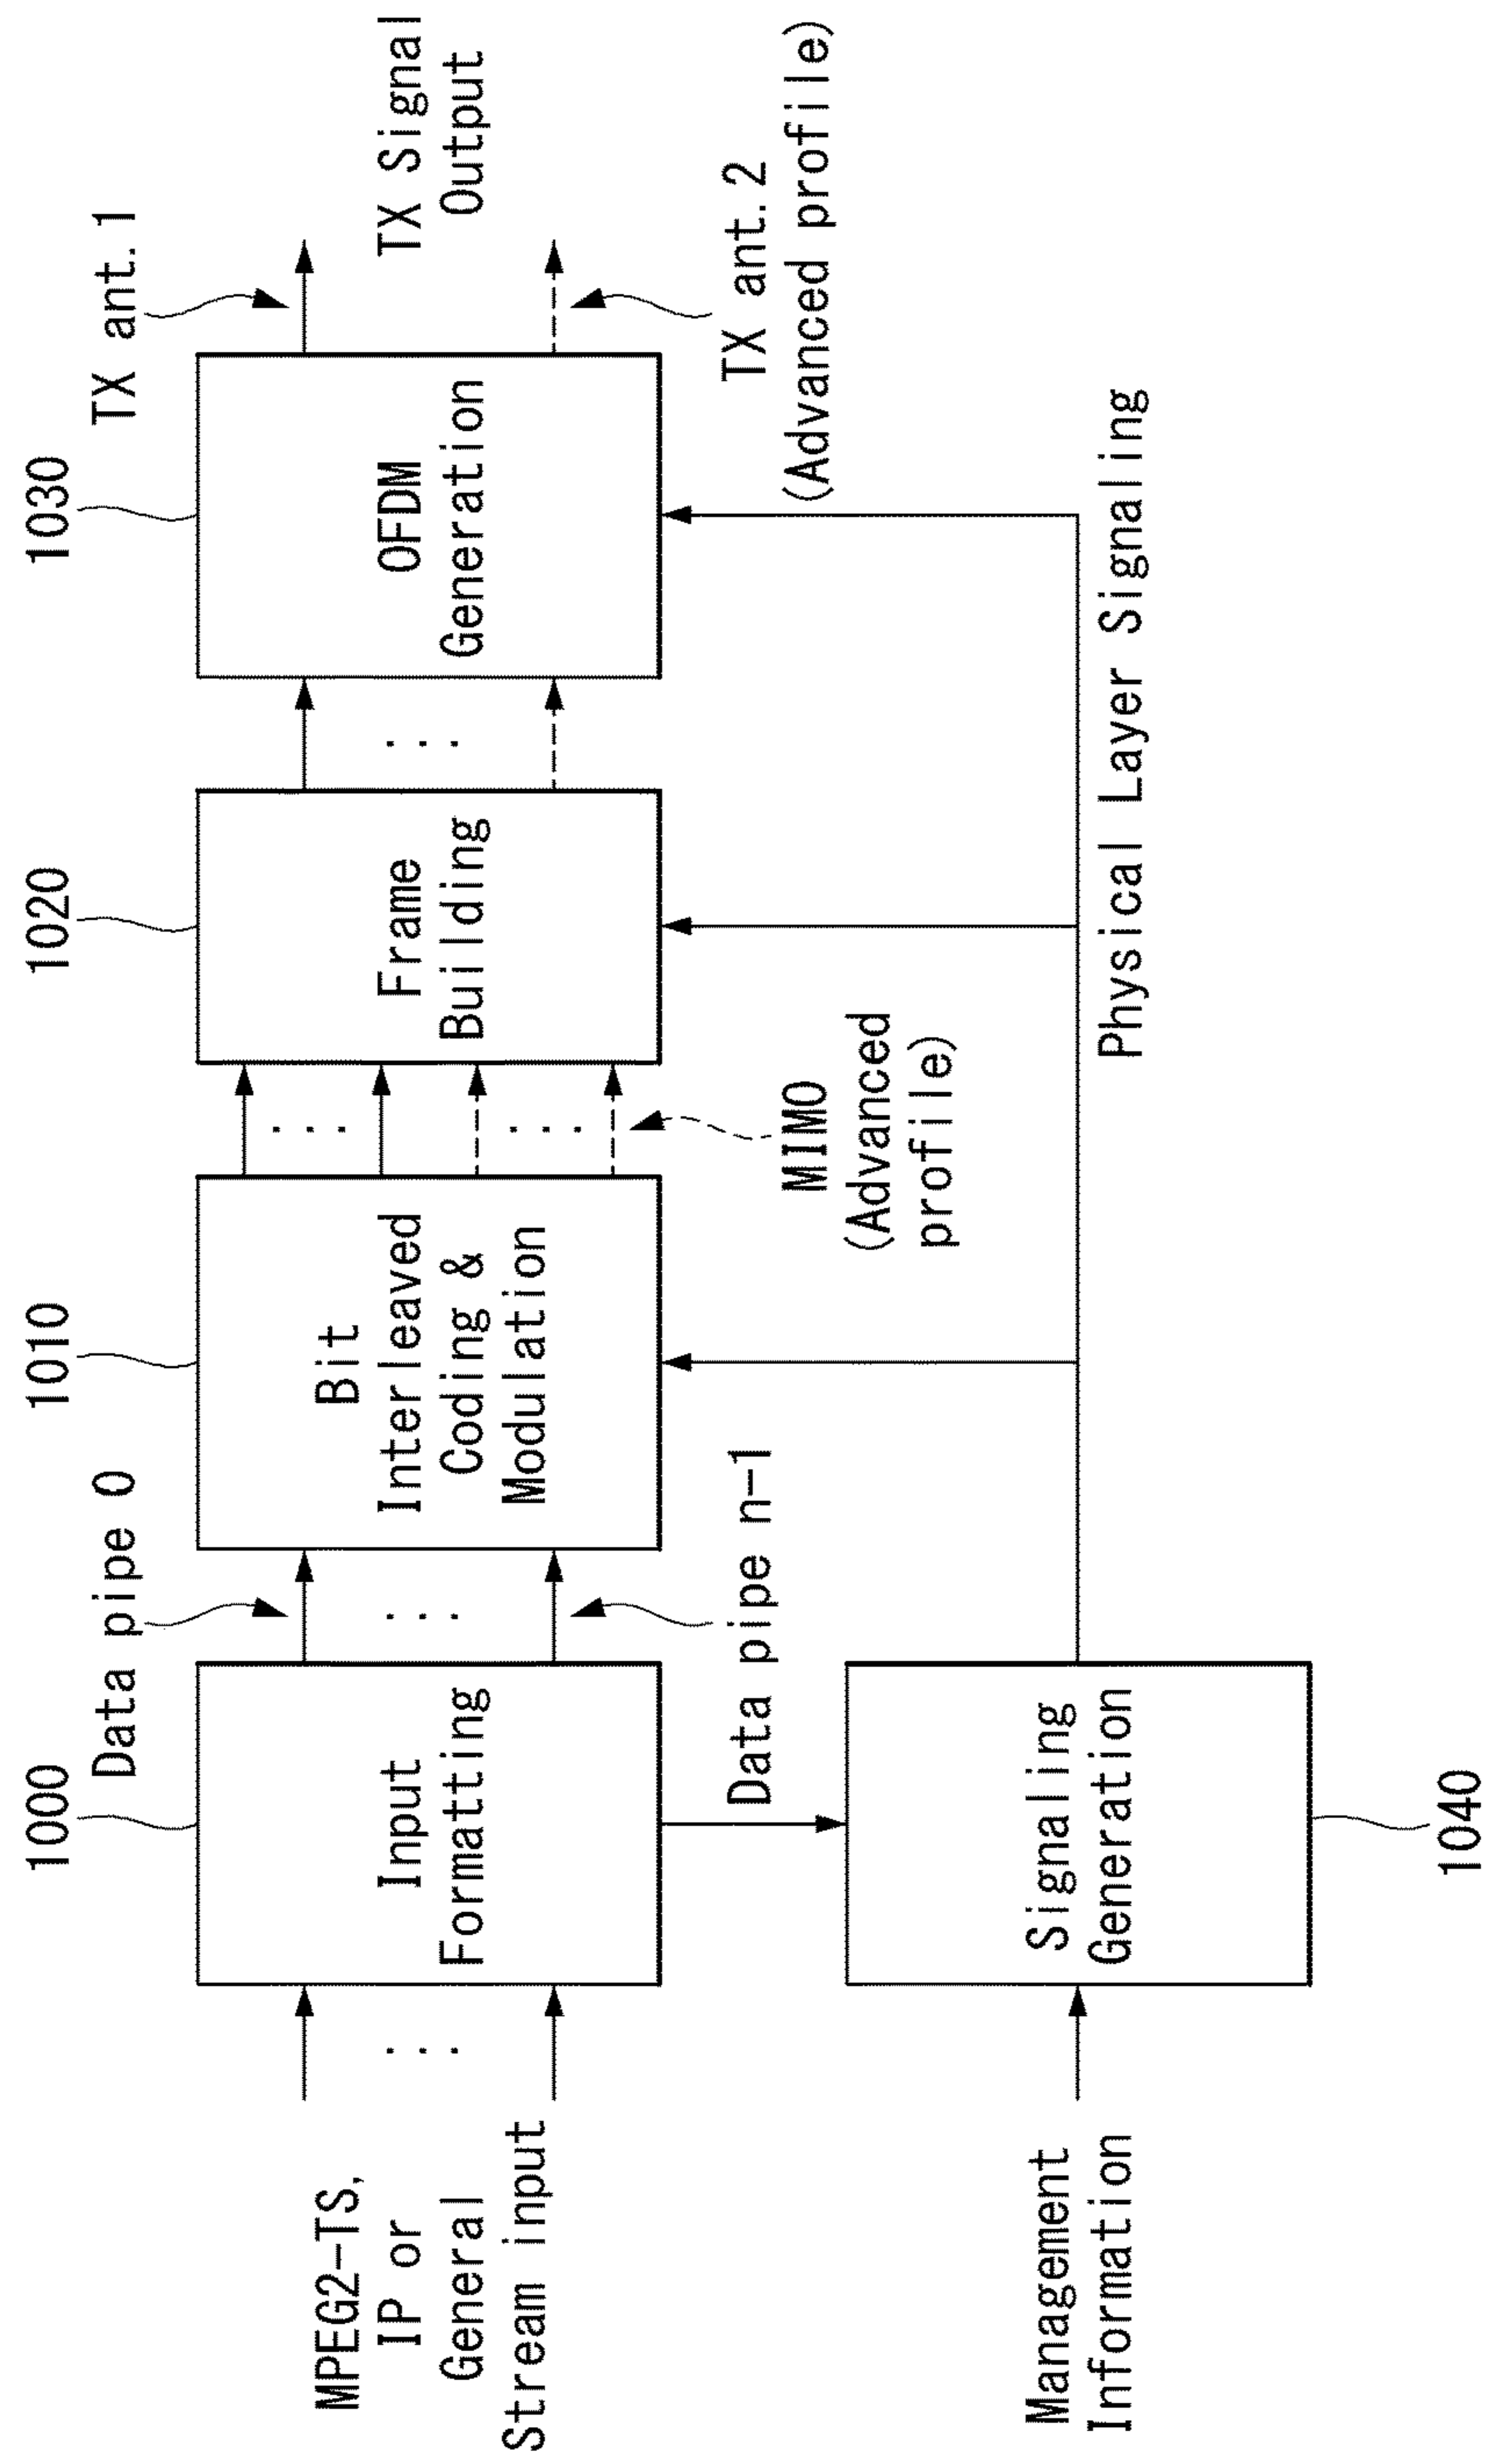 1000
1010
1020
1030
Data pipe 0
TX ant.1
MPEG2-TS,
IP or
General
Stream input
Input
Formatting
Bit
Interleaved
Coding &
Modulation
Frame
Building
OFDM
Generation
TX Signal
Output
Data pipe n-1
MIMO
(Advanced
profile)
TX ant.2
(Advanced profile)
Management
Information
Signaling
Generation
Physical Layer Signaling
1040